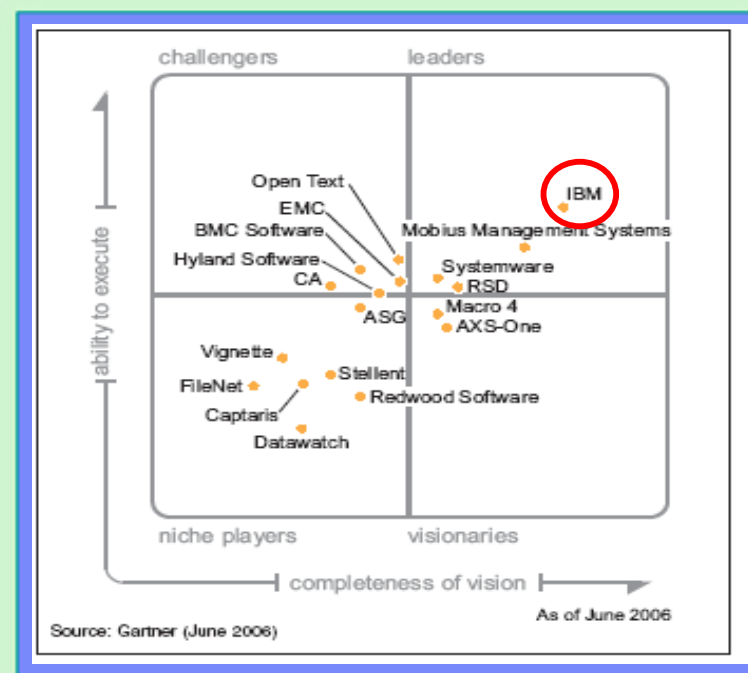 challengers
leaders
IBM
Open Text
EMC
Mobius Management Systems
BMC Software
Hyland Software
Systemware
CA
RSD
Macro 4
ASG
AXS-One
Vignette
Stellent
FileNet
Redwood Software
Captaris
Datawatch
ability to execute
niche players
visionaries
completeness of vision
As of June 2006
Source: Gartner (June 2006)